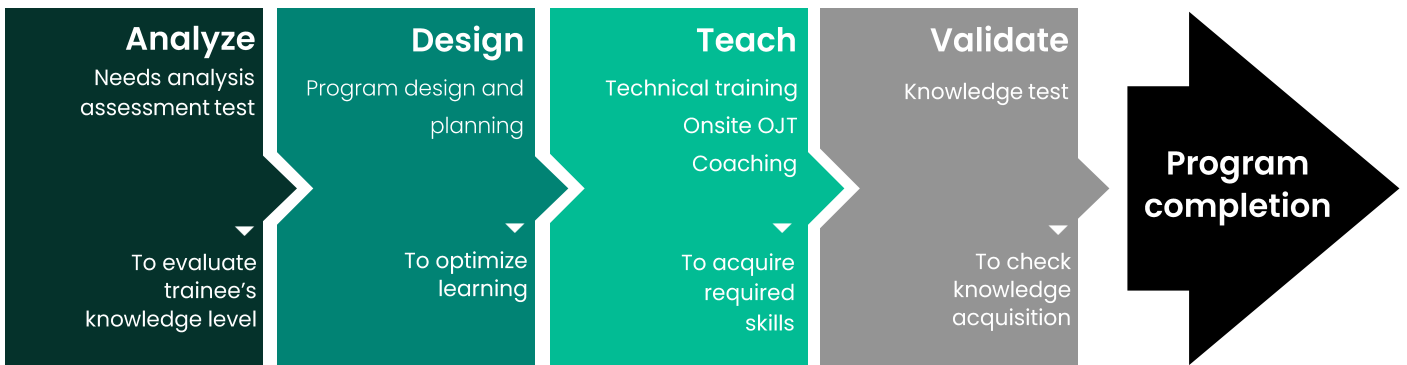 Analyze
Needs analysis
assessment test
To evaluate
trainee’s
knowledge level
Design
Program design and
planning
To optimize
learning
Teach
Technical training
Onsite OJT
Coaching
To acquire
required
skills
Validate
Knowledge test
To check
knowledge
acquisition
Program
completion